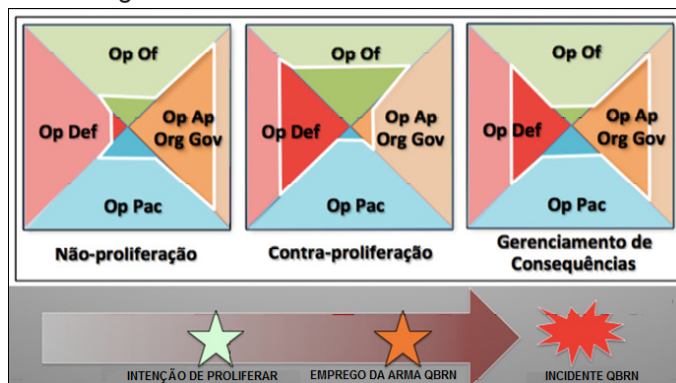 Op Of
Op Def
Op Ap
Org Gov
Op Pac
Não-proliferação
Op Of
Op Def
Op Ap
Org Gov
Op Pac
Contra-proliferação
Op Of
Op Def
Op Ap
Org Gov
Op Pac
Gerenciamento de
Consequências
INTENÇÃO DE PROLIFERAR
EMPREGO DA ARMA QBRN
INCIDENTE QBRN